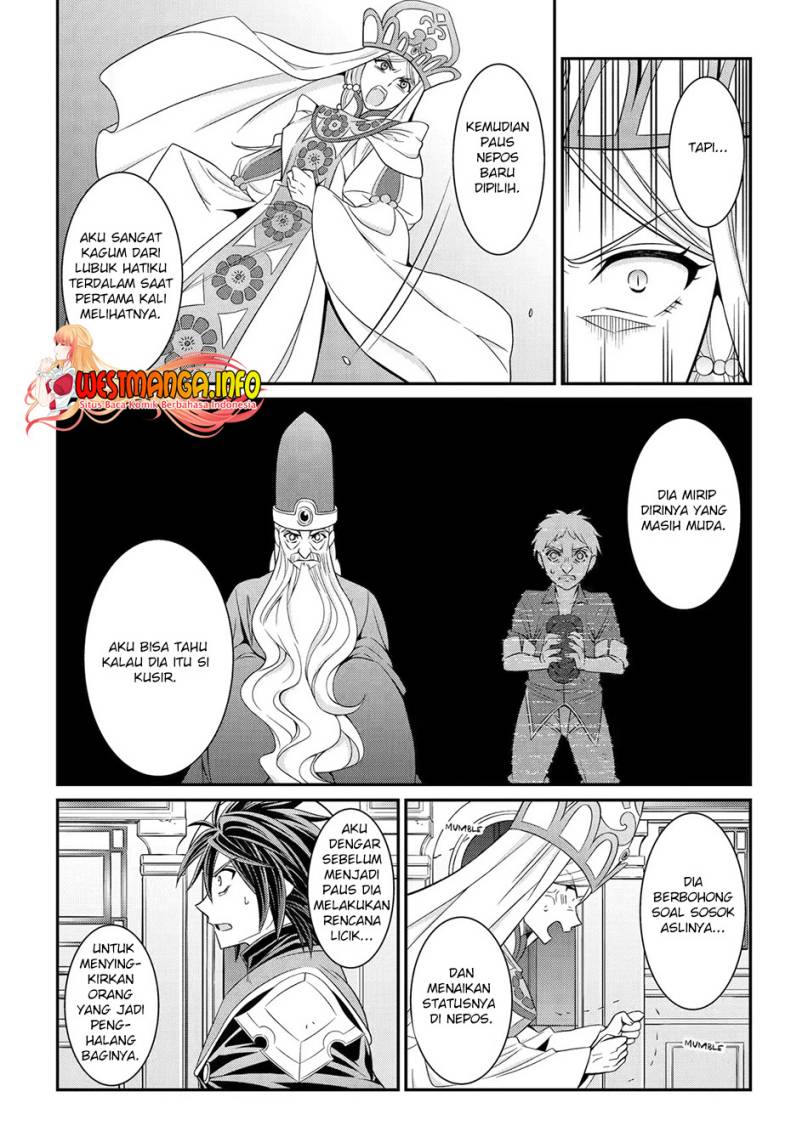 TAPI...
KEMUDIAN
PAUS
NEPOS
BARU
DIPILIH.
AKU SANGAT
KAGUM DARI
LUBUK HATIKU
TERDALAM SAAT
PERTAMA KALI
MELIHATNYA.
WESTMANGA.INFO
Situs Baca Komik Berbahasa Indonesia
DIA MIRIP
DIRINYA YANG
MASIH MUDA.
AKU BISA TAHU
KALAU DIA ITU SI
KUSIR.
MUMBLE
DIA
BERBOHONG
SOAL SOSOK
ASLINYA...
DAN
MENAIKAN
STATUSNYA
DI NEPOS.
MUMBLE
AKU
DENGAR
SEBELUM
MENJADI
PAUS DIA
MELAKUKAN
RENCANA
LICIK...
UNTUK
MENYING-
KIRKAN
ORANG
YANG JADI
PENG-
HALANG
BAGINYA.